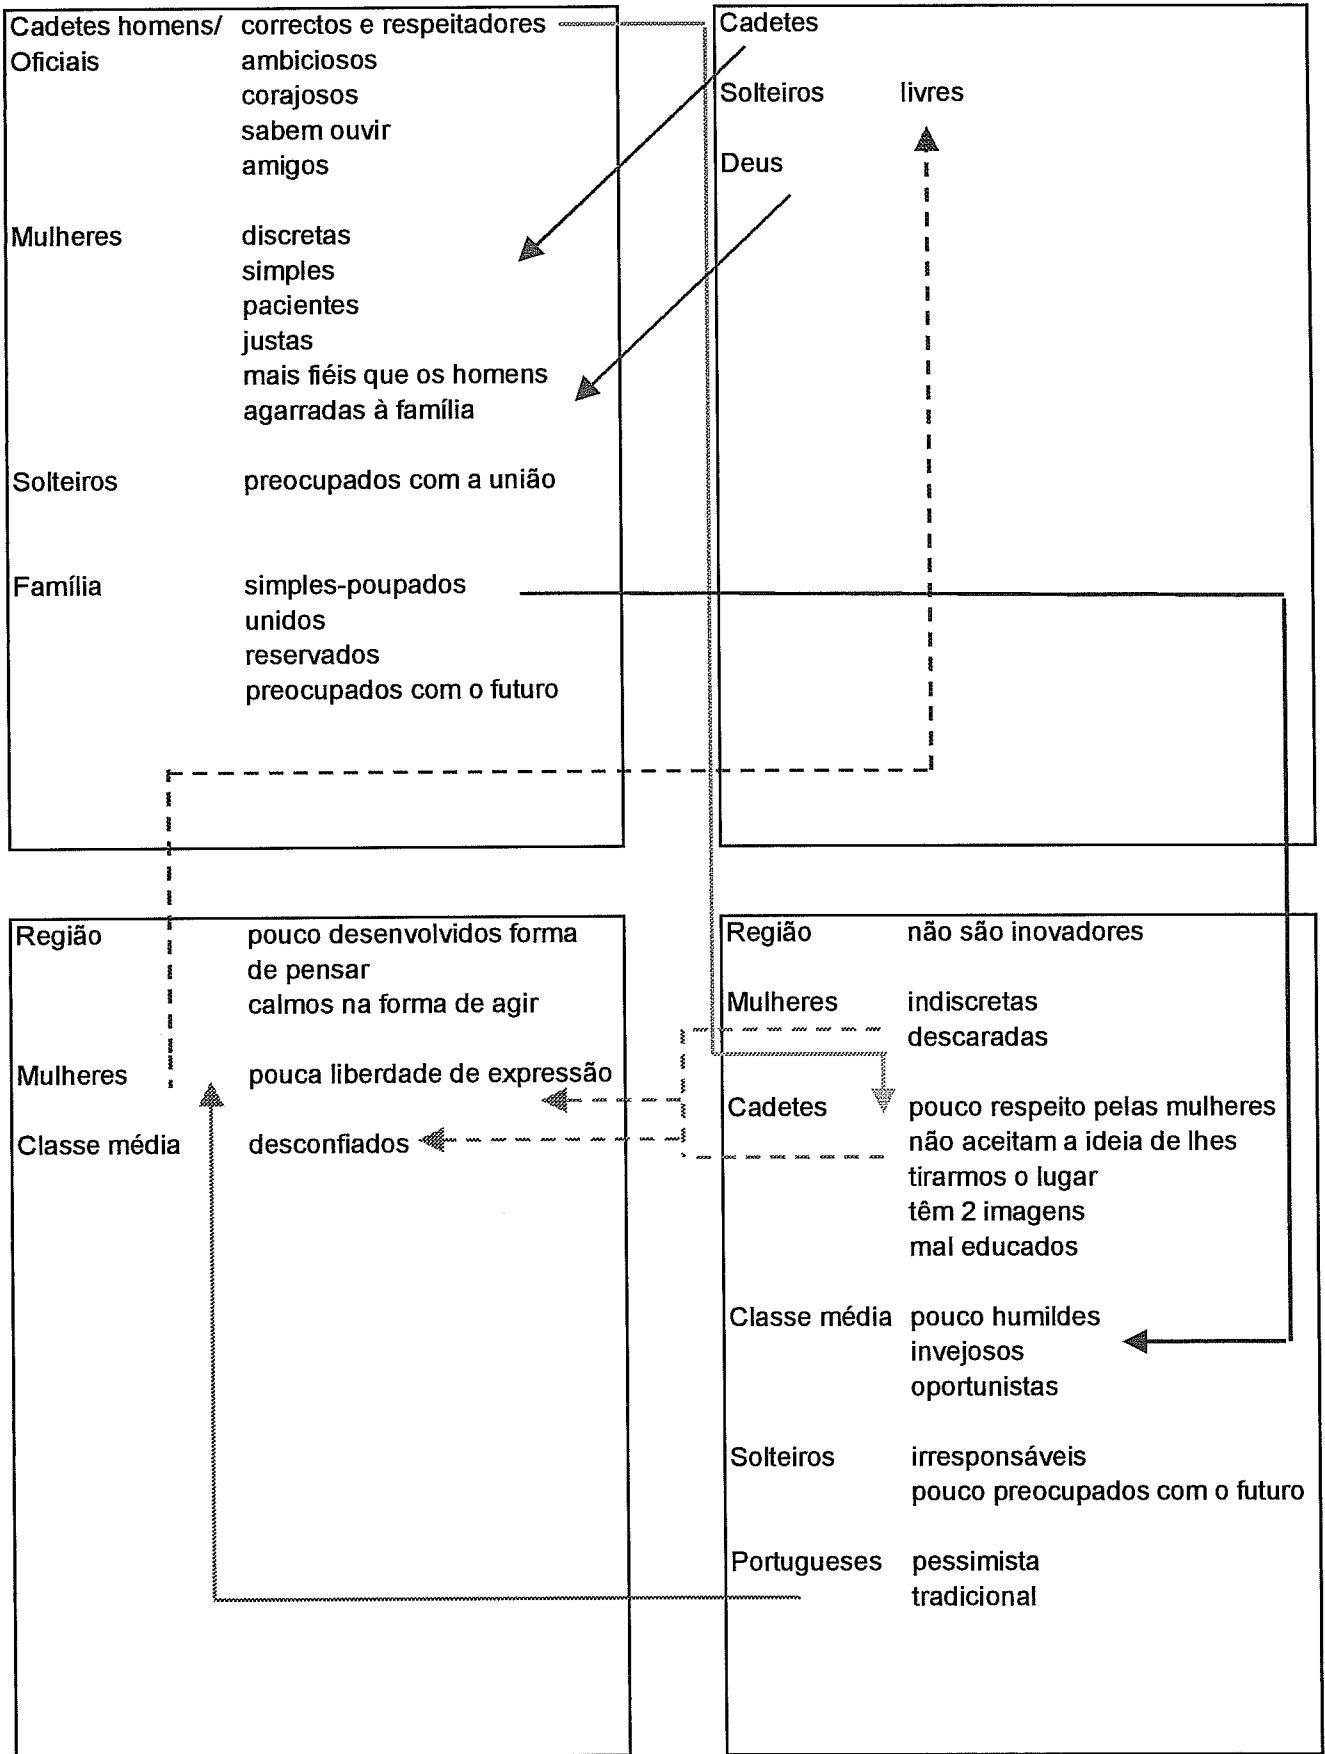 Cadetes homens/ correctos e respeitadores
Oficiais ambiciosos
corajosos
sabem ouvir
amigos
Mulheres discretas
simples
pacientes
justas
mais fiéis que os homens
agarradas à família
Solteiros preocupados com a união
Família simples-poupados
unidos
reservados
preocupados com o futuro
Cadetes
Solteiros livres
Deus
Região pouco desenvolvidos forma
de pensar
calmos na forma de agir
Mulheres pouca liberdade de expressão
Classe média desconfiados
Região não são inovadores
Mulheres indiscretas
descaradas
Cadetes pouco respeito pelas mulheres
não aceitam a ideia de lhes
tirarmos o lugar
têm 2 imagens
mal educados
Classe média pouco humildes
invejosos
oportunistas
Solteiros irresponsáveis
pouco preocupados com o futuro
Portugueses pessimista
tradicional